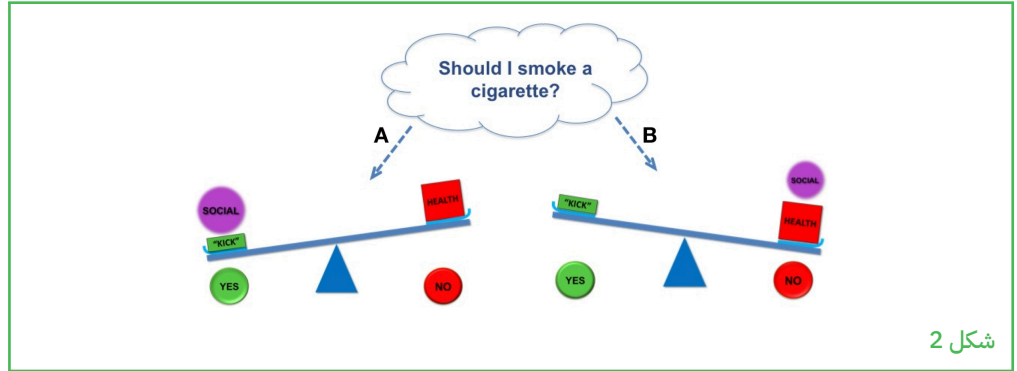 Should I smoke a
cigarette?
A
B
SOCIAL
"KICK"
HEALTH
YES
NO
"KICK"
SOCIAL
HEALTH
YES
NO
شكل 2